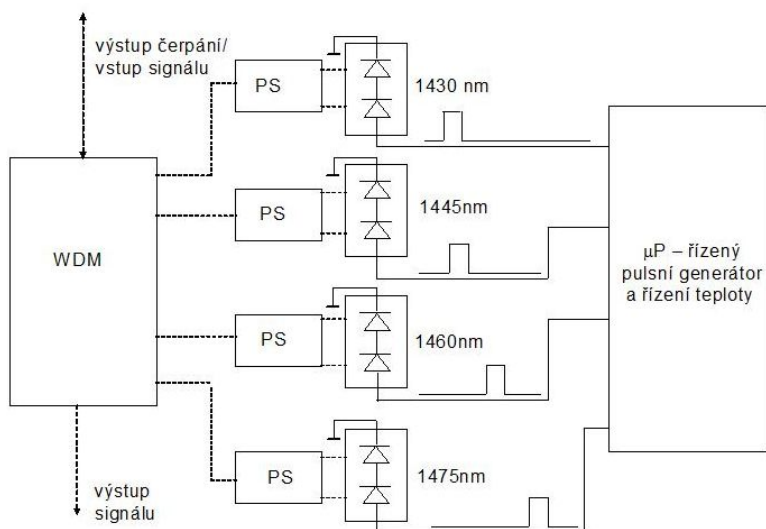 výstup čerpání/
vstup signálu
PS
1430 nm
PS
1445nm
WDM
µP – řízený
pulsní generátor
a řízení teploty
PS
1460nm
PS
1475nm
výstup
signálu